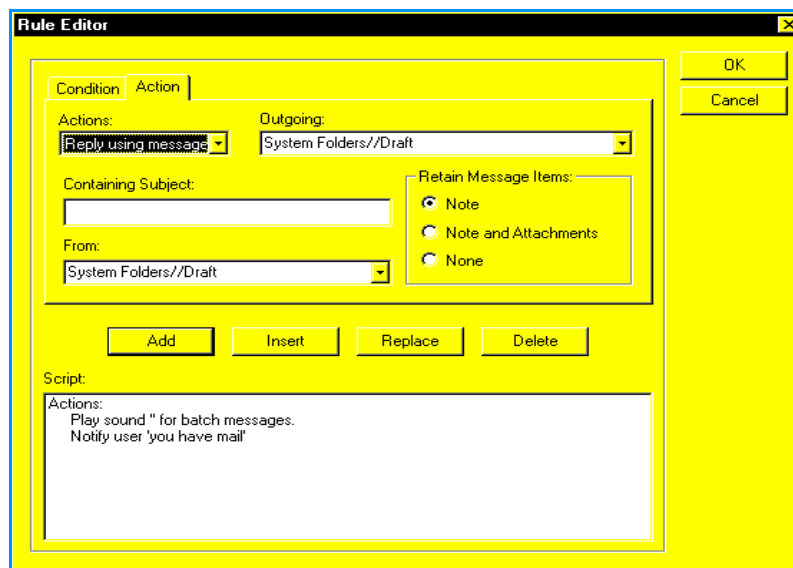 Rule Editor
OK
Cancel
Condition Action
Actions:
Reply using message
Outgoing:
System Folders//Draft
Containing Subject:
From:
System Folders//Draft
Retain Message Items:
Note
Note and Attachments
None
Add Insert Replace Delete
Script:
Actions:
Play sound '' for batch messages.
Notify user 'you have mail'